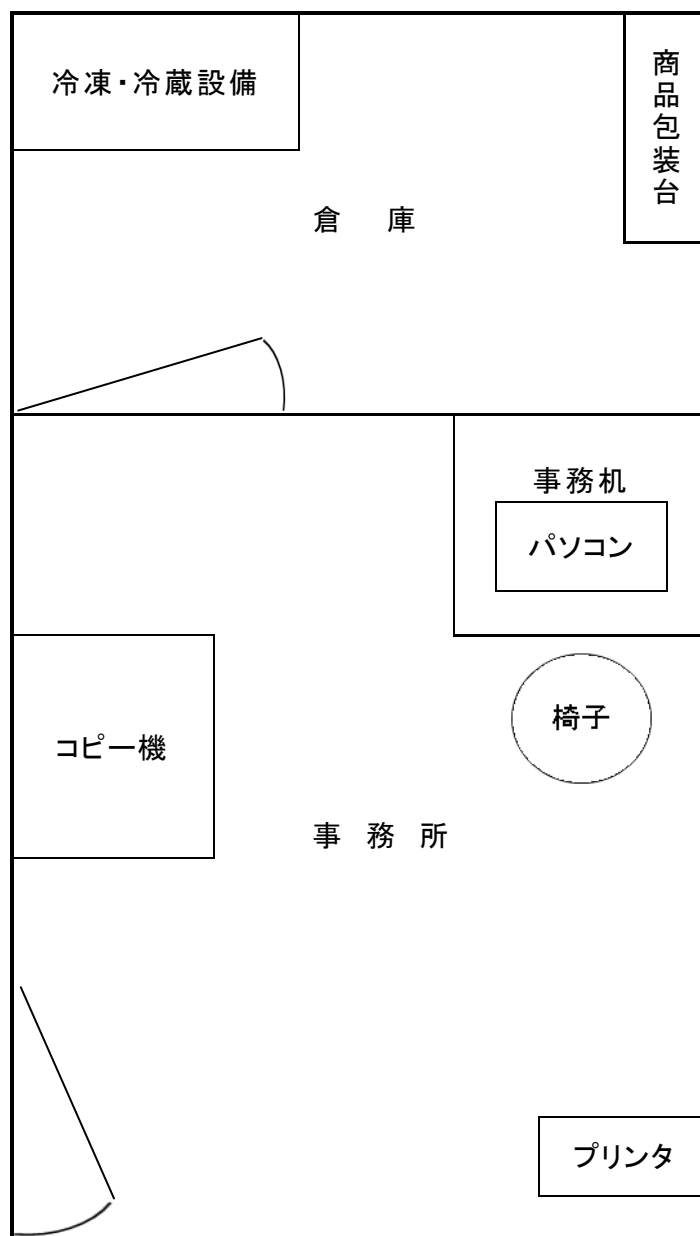 冷凍・冷蔵設備
商品包装台
倉　庫
事務机
パソコン
椅子
コピー機
事 務 所
プリンタ